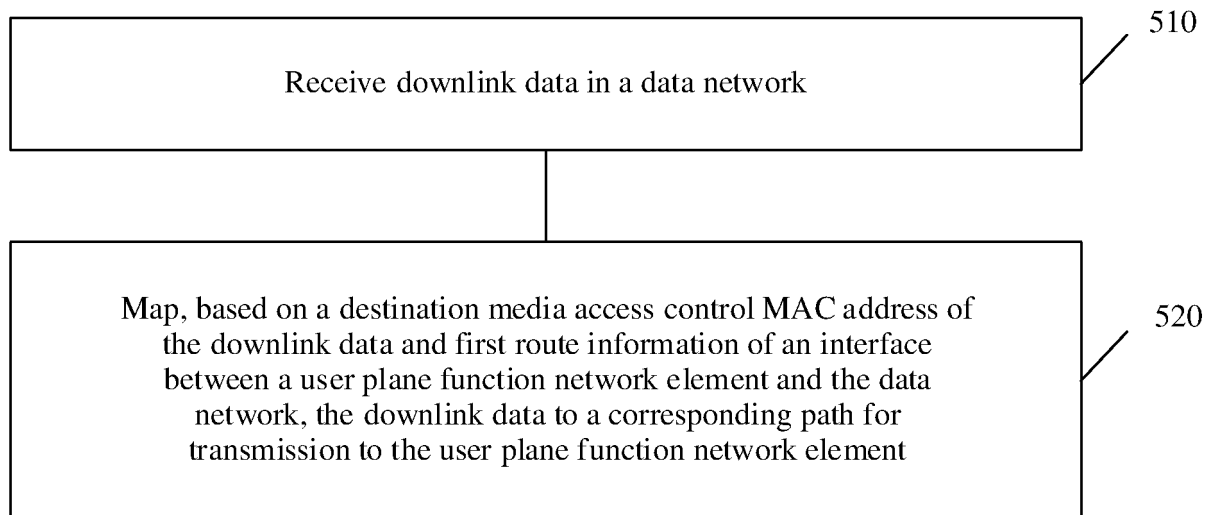 510
Receive downlink data in a data network
Map, based on a destination media access control MAC address of
the downlink data and first route information of an interface
between a user plane function network element and the data
network, the downlink data to a corresponding path for
transmission to the user plane function network element
520